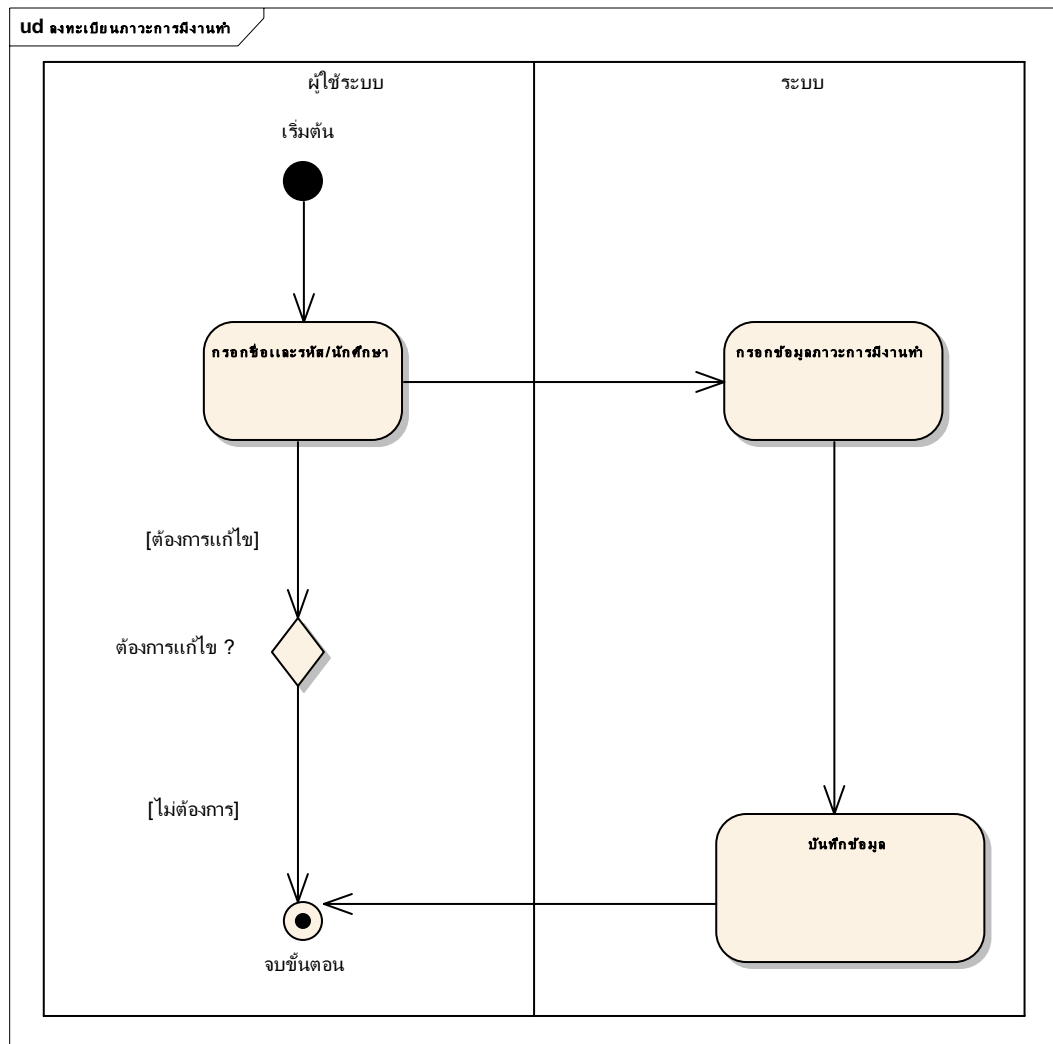 ud ลงทะเบียนภาวะการมีงานทำ
ผู้ใช้ระบบ
ระบบ
เริ่มต้น
กรอกชื่อและรหัส/นักศึกษา
กรอกข้อมูลภาวะการมีงานทำ
[ต้องการแก้ไข]
ต้องการแก้ไข ?
[ไม่ต้องการ]
บันทึกข้อมูล
จบขั้นตอน